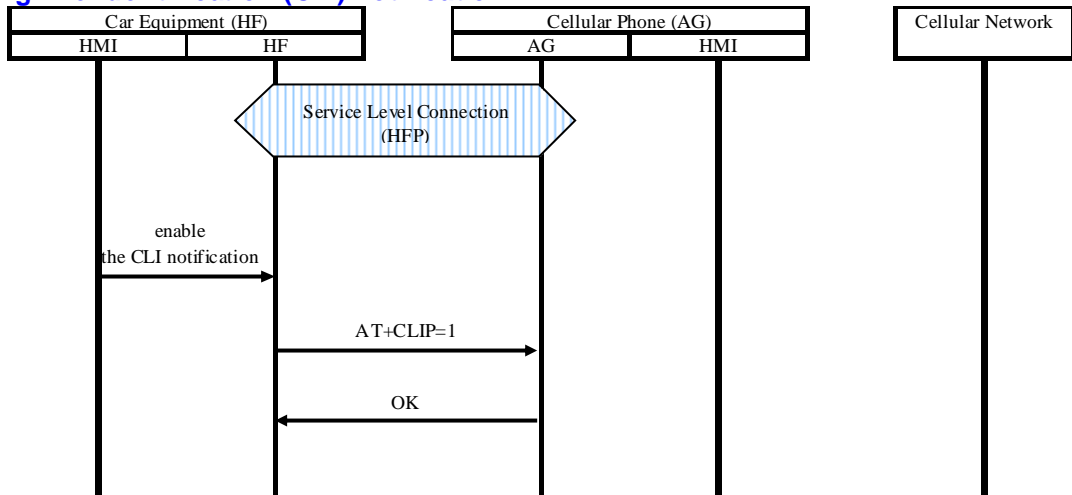 Car Equipment (HF)
Cellular Phone (AG)
Cellular Network
HMI
HF
AG
HMI
Service Level Connection
(HFP)
enable
the CLI notification
AT+CLIP=1
OK